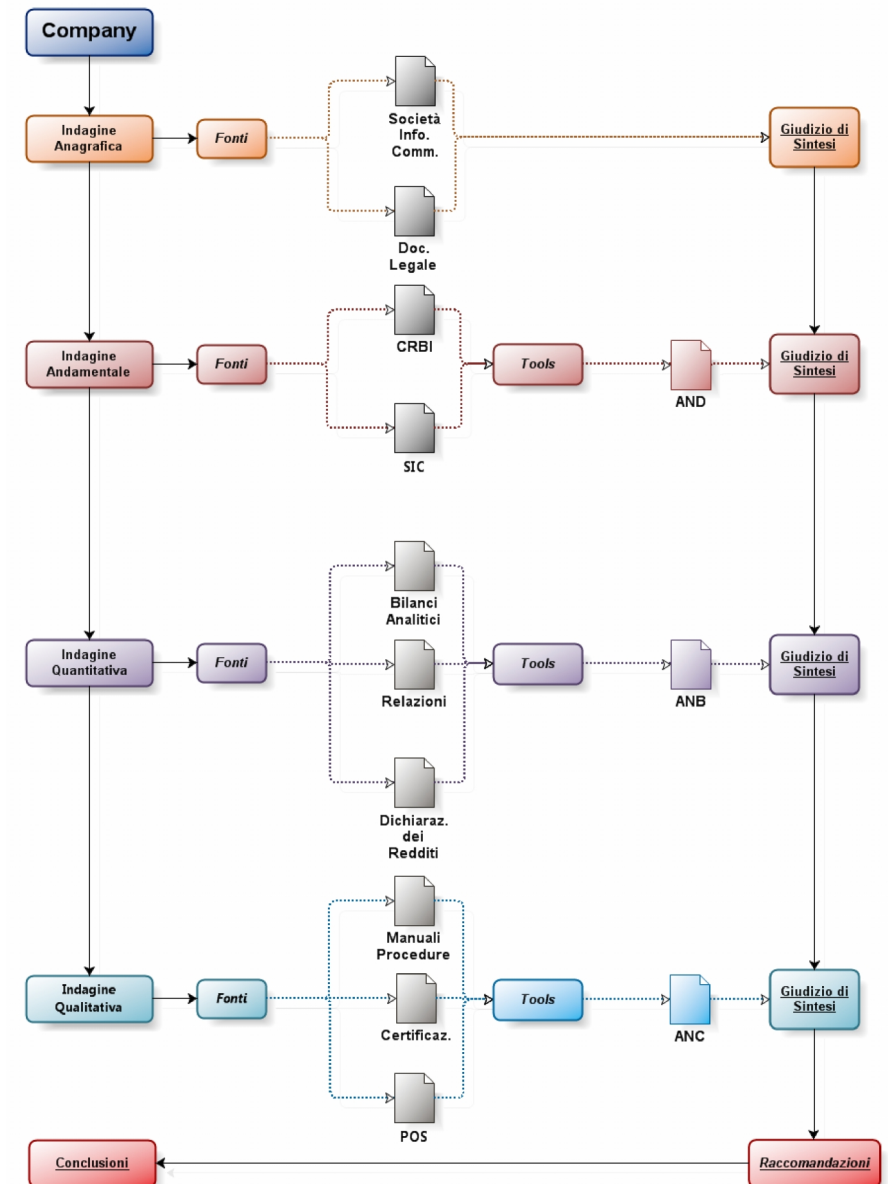 Company
Indagine
Anagrafica
Fonti
Società
Info.
Comm.
Doc.
Legale
Giudizio di
Sintesi
Indagine
Andamentale
Fonti
CRBI
SIC
Tools
AND
Giudizio di
Sintesi
Indagine
Quantitativa
Fonti
Bilanci
Analitici
Relazioni
Dichiaraz.
dei
Redditi
Tools
ANB
Giudizio di
Sintesi
Indagine
Qualitativa
Fonti
Manuali
Procedure
Certificaz.
POS
Tools
ANC
Giudizio di
Sintesi
Conclusioni
Raccomandazioni